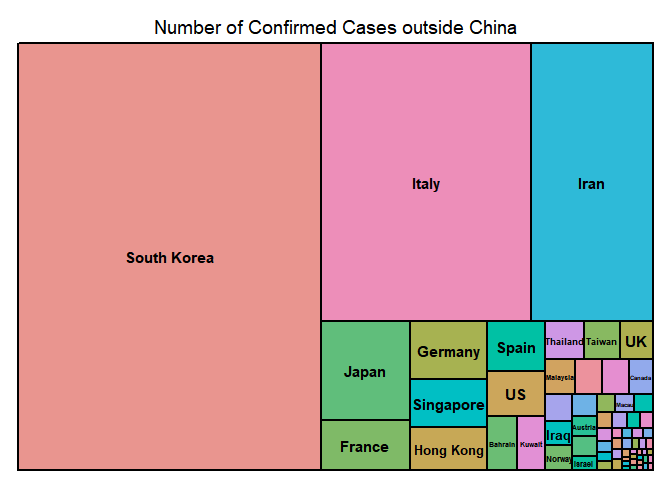 Number of Confirmed Cases outside China
South Korea
Italy
Iran
Japan
France
Germany
Singapore
Hong Kong
Spain
US
Bahrain
Kuwait
Thailand
Taiwan
UK
Malaysia
Canada
Iraq
Norway
Austria
Israel
Macau